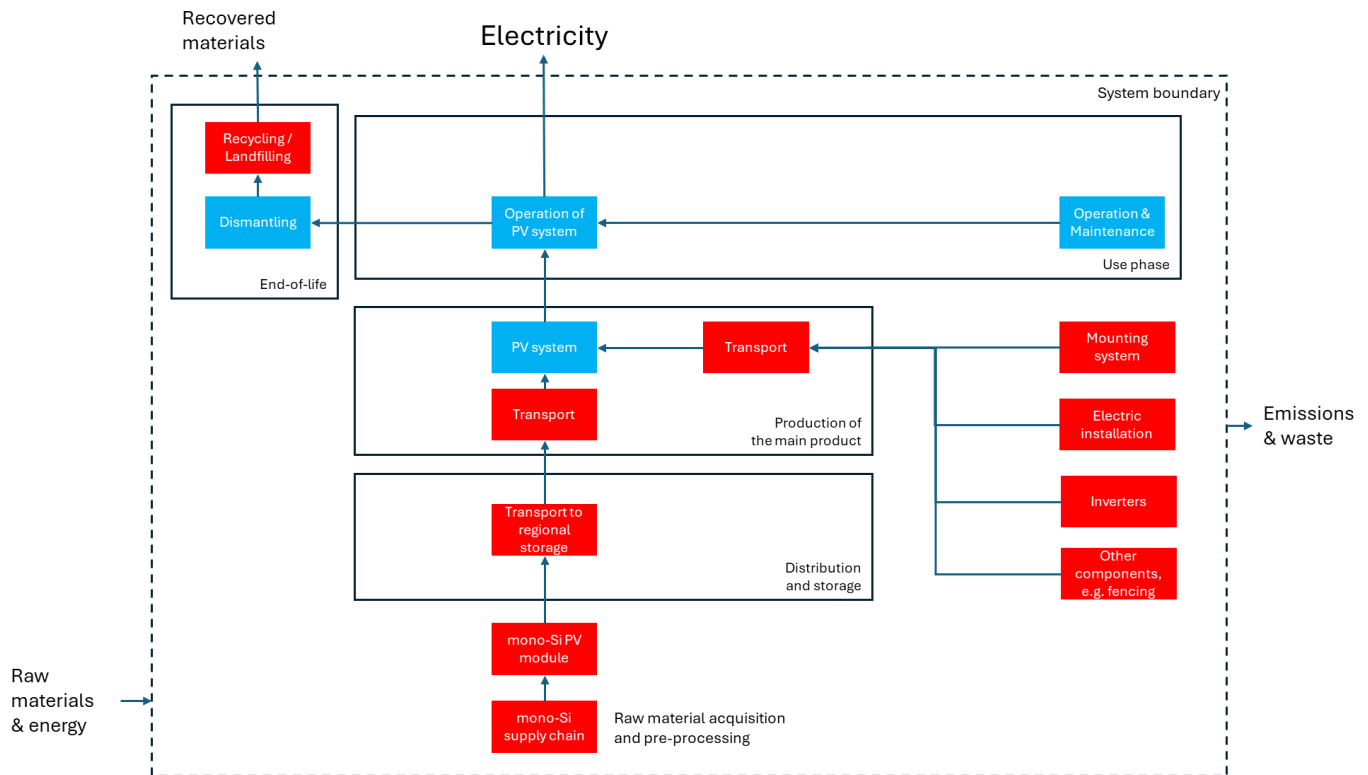 Recovered
materials
Electricity
System boundary
Recycling /
Landfilling
Dismantling
End-of-life
Operation of
PV system
Operation &
Maintenance
Use phase
PV system
Transport
Transport
Production of
the main product
Mounting
system
Electric
installation
Inverters
Other
components,
e.g. fencing
Emissions
& waste
Transport to
regional
storage
Distribution
and storage
mono-Si PV
module
mono-Si
supply chain
Raw material acquisition
and pre-processing
Raw
materials
& energy